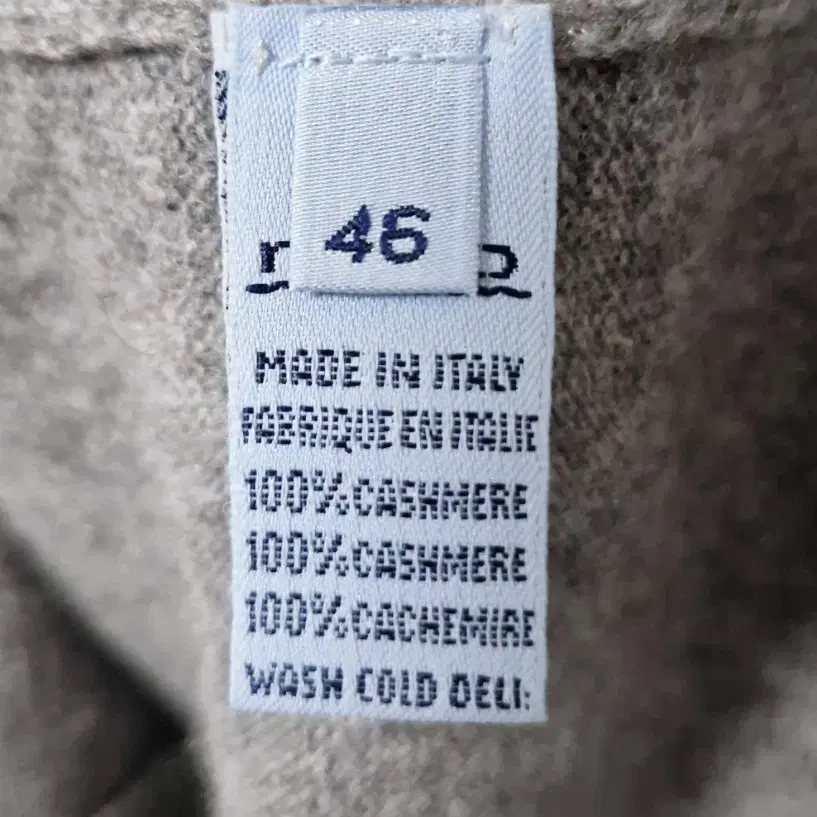 46
MADE IN ITALY
FABRIQUE EN ITALIE
100% CASHMERE
100% CASHMERE
100% CACHEMIRE
WASH COLD DELI: